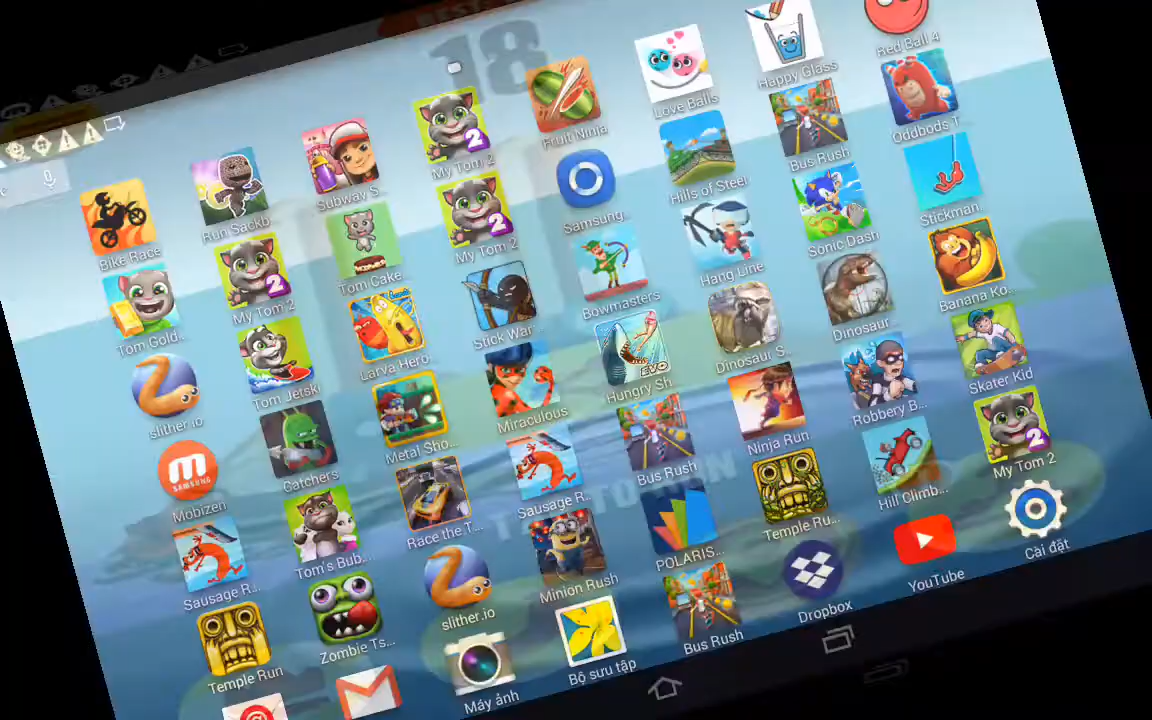 18
Bike Race
Run Sackb..
Subway S..
My Tom 2
Fruit Ninja
Love Balls
Happy Glass
Red Ball 4
Tom Gold..
My Tom 2
Tom Cake..
My Tom 2
Samsung..
Hills of Steel
Bus Rush
Oddbods T..
slither.io
Tom Jetski
Larva Hero..
Stick War..
Bowmasters
Hang Line
Sonic Dash
Stickman..
Mobizen
Catchers
Metal Sho...
Miraculous
Hungry Sh..
Dinosaur S..
Dinosaur..
Banana Ko..
Sausage R...
Tom's Bub...
Race the T...
Sausage R..
Bus Rush
Ninja Run..
Robbery B...
Skater Kid
Temple Run
Zombie Ts...
slither.io
Minion Rush
POLARIS...
Temple Ru...
Hill Climb...
My Tom 2
Máy ảnh
Bộ sưu tập
Bus Rush
Dropbox
YouTube
Cài đặt
SAMSUNG
EVO
2